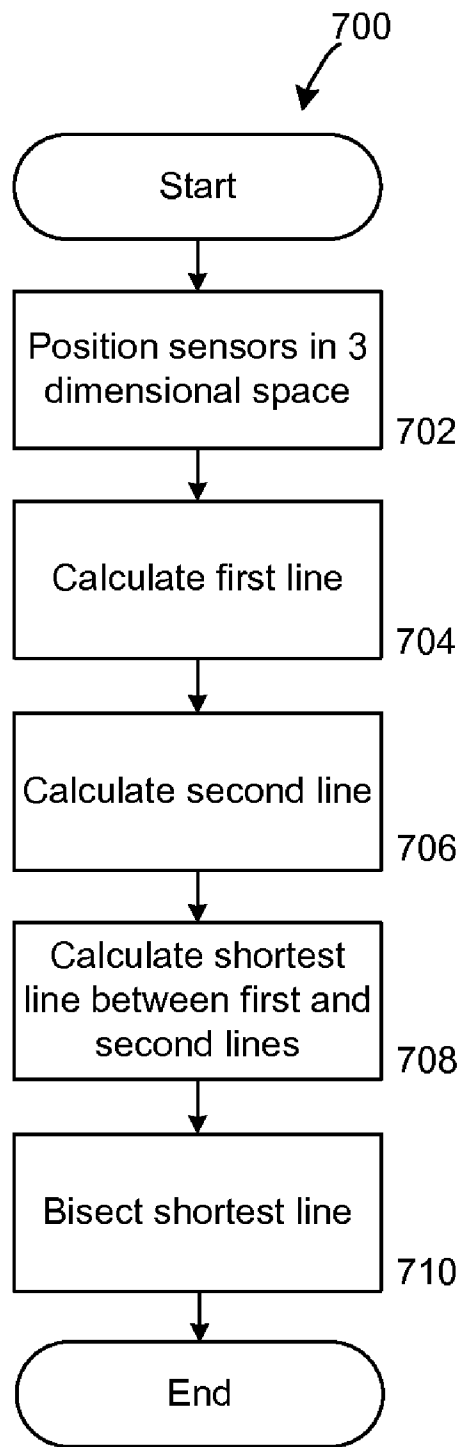 700
Start
Position sensors in 3
dimensional space
702
Calculate first line
704
Calculate second line
706
Calculate shortest
line between first and
second lines
708
Bisect shortest line
710
End